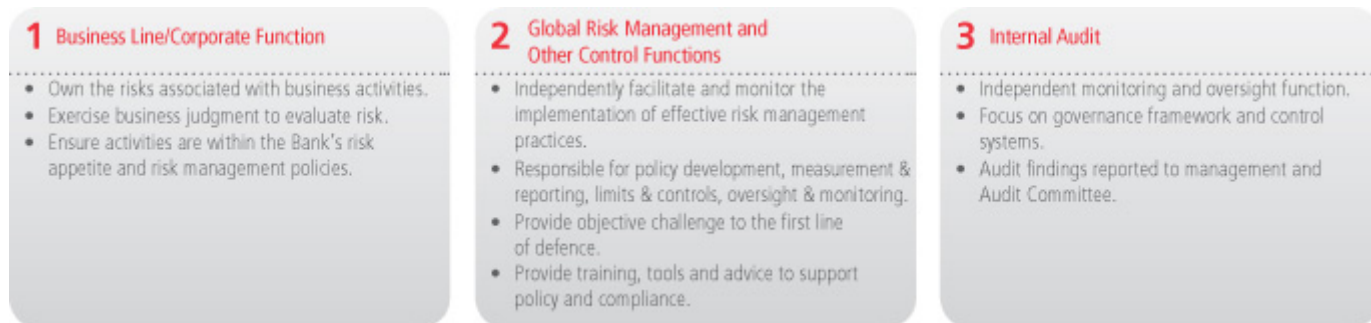 1 Business Line/Corporate Function
• Own the risks associated with business activities.
• Exercise business judgment to evaluate risk.
• Ensure activities are within the Bank's risk
appetite and risk management policies.
2 Global Risk Management and
Other Control Functions
• Independently facilitate and monitor the
implementation of effective risk management
practices.
• Responsible for policy development, measurement &
reporting, limits & controls, oversight & monitoring.
• Provide objective challenge to the first line
of defence.
• Provide training, tools and advice to support
policy and compliance.
3 Internal Audit
• Independent monitoring and oversight function.
• Focus on governance framework and control
systems.
• Audit findings reported to management and
Audit Committee.